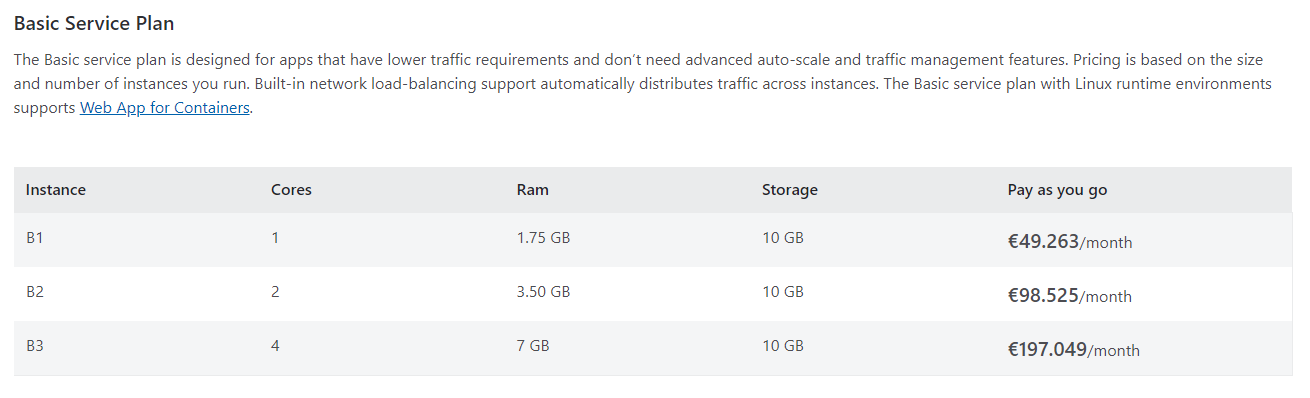 Basic Service Plan
The Basic service plan is designed for apps that have lower traffic requirements and don't need advanced auto-scale and traffic management features. Pricing is based on the size
and number of instances you run. Built-in network load-balancing support automatically distributes traffic across instances. The Basic service plan with Linux runtime environments
supports Web App for Containers.
Instance Cores Ram Storage Pay as you go
B1 1 1.75 GB 10 GB €49.263/month
B2 2 3.50 GB 10 GB €98.525/month
B3 4 7 GB 10 GB €197.049/month